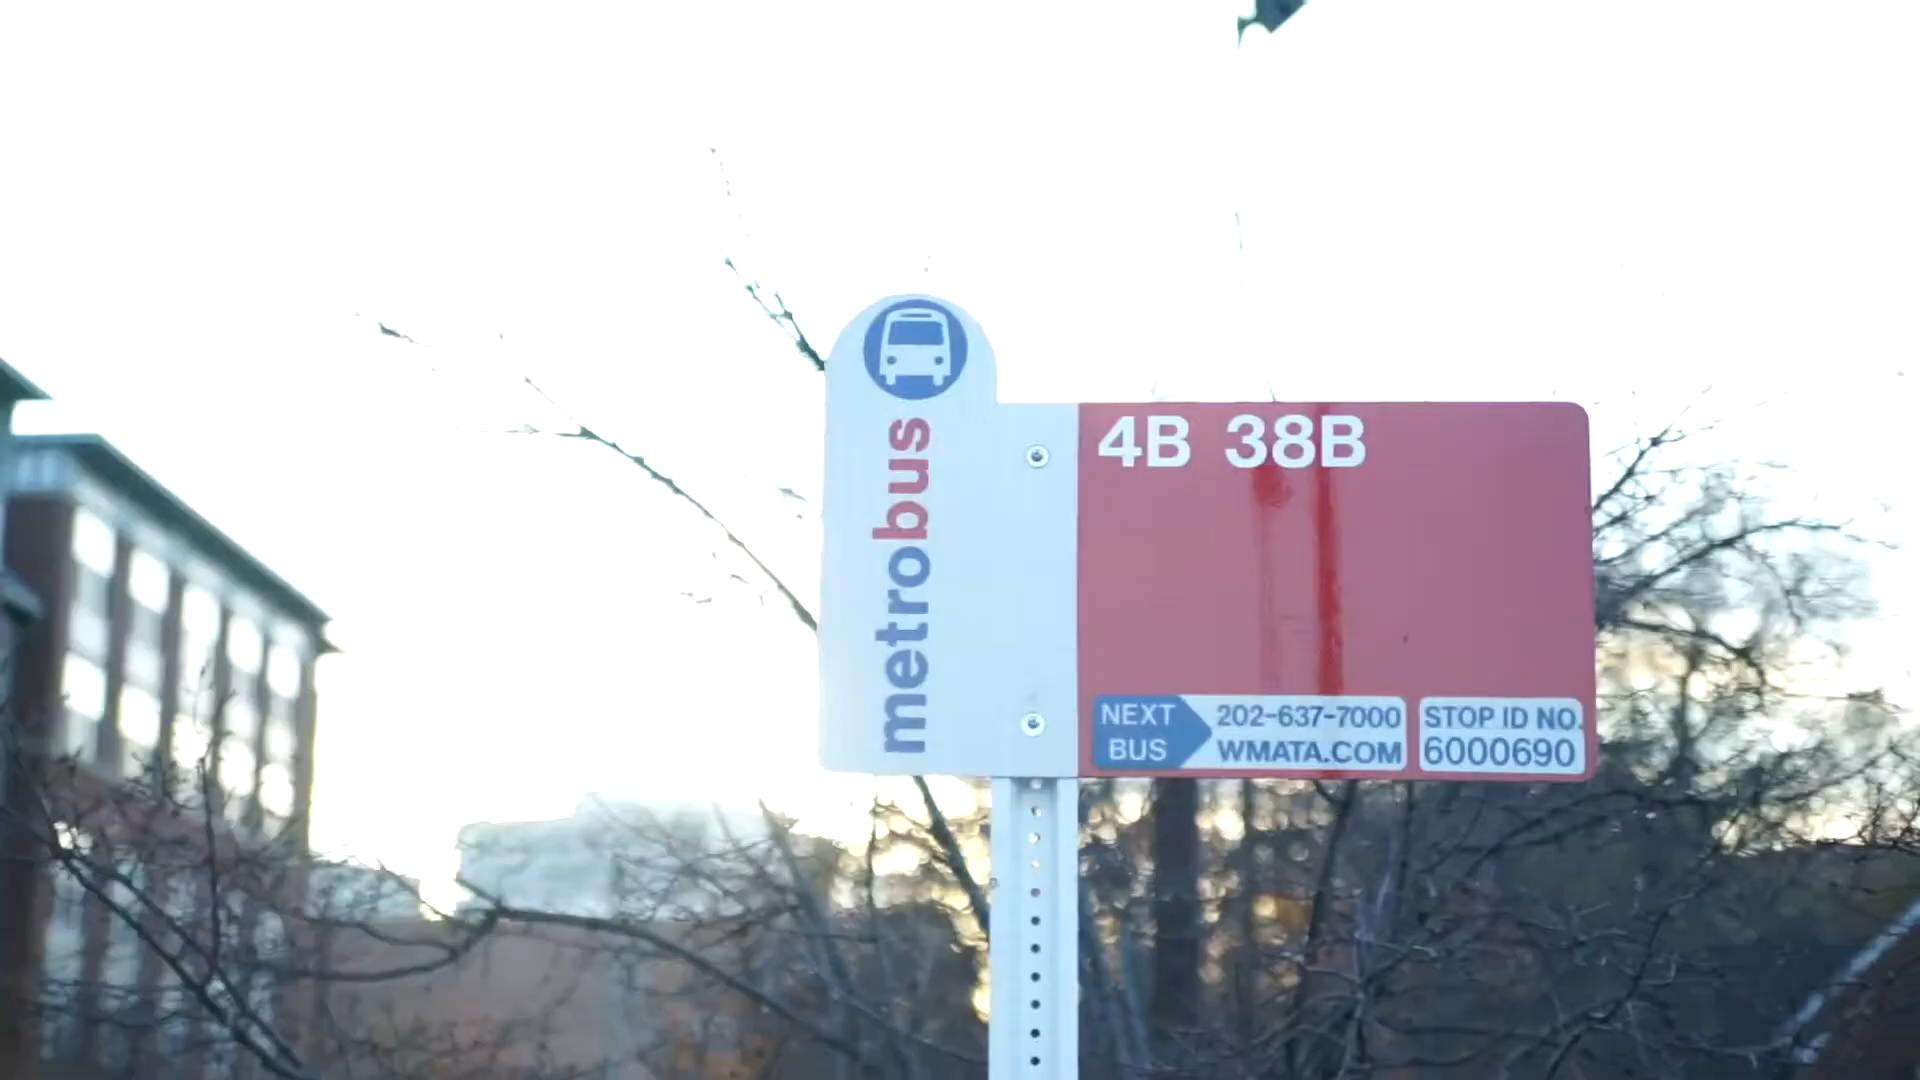 metrobus
4B 38B
NEXT BUS
202-637-7000
WMATA.COM
STOP ID NO.
6000690